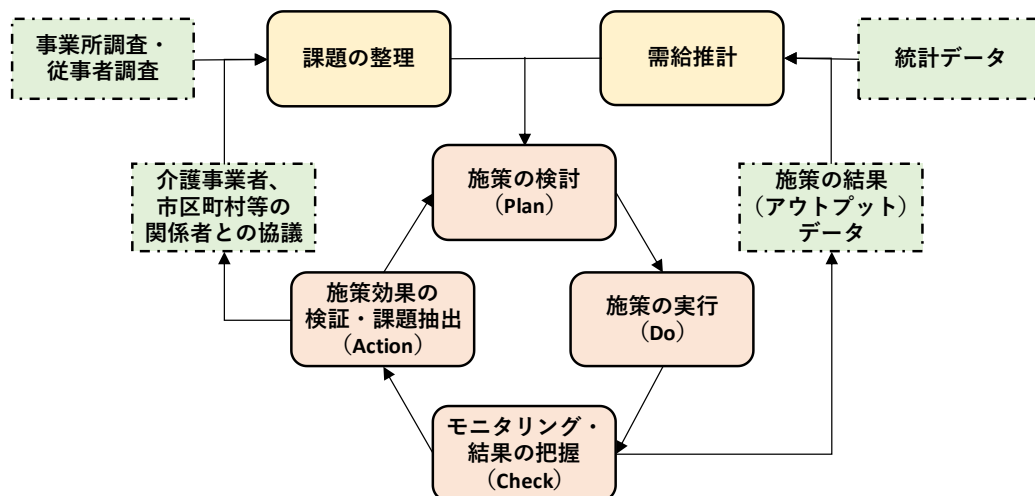 事業所調査・
従事者調査
課題の整理
需給推計
統計データ
介護事業者、
市区町村等の
関係者との協議
施策の検討
（Plan）
施策の結果
（アウトプット）
データ
施策効果の
検証・課題抽出
（Action）
施策の実行
（Do）
モニタリング・
結果の把握
（Check）